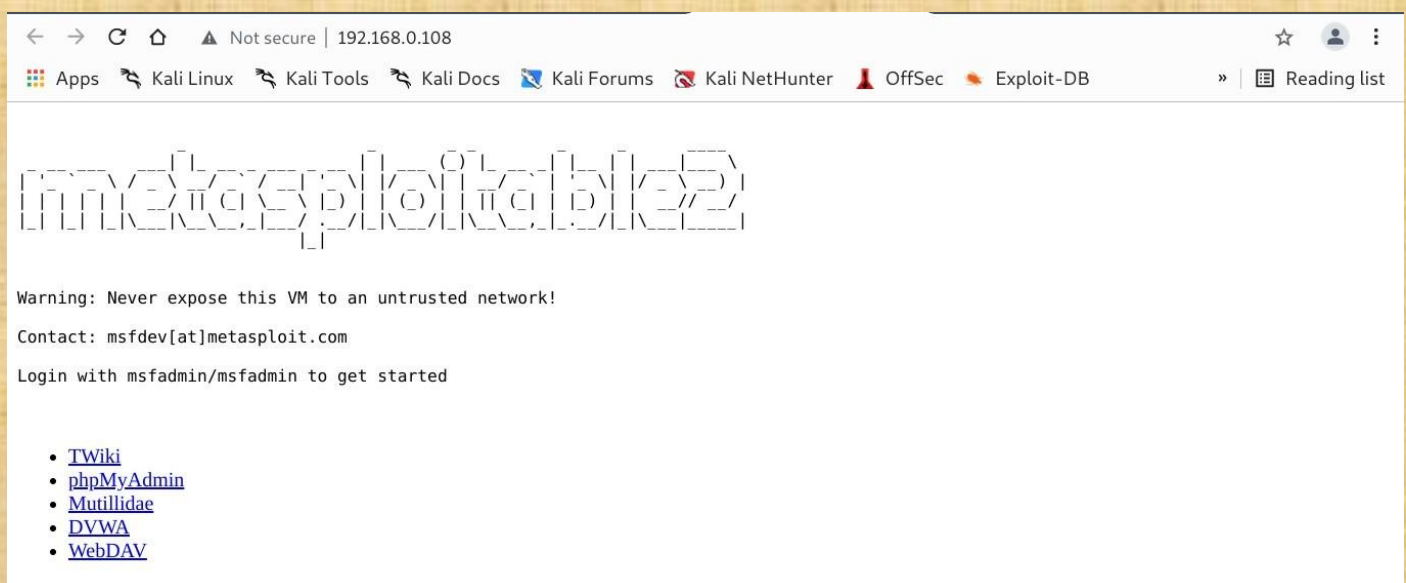 Not secure | 192.168.0.108
Apps Kali Linux Kali Tools Kali Docs Kali Forums Kali NetHunter OffSec Exploit-DB » Reading list
metasploitable2
Warning: Never expose this VM to an untrusted network!
Contact: msfdev[at]metasploit.com
Login with msfadmin/msfadmin to get started
• TWiki
• phpMyAdmin
• Mutillidae
• DVWA
• WebDAV